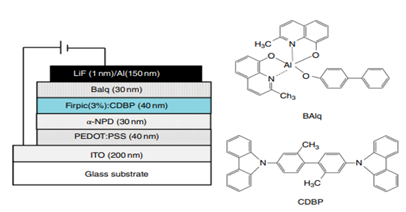 LiF (1 nm)/Al(150 nm)
Balq (30 nm)
Firpic(3%):CDBP (40 nm)
α-NPD (30 nm)
PEDOT:PSS (40 nm)
ITO (200 nm)
Glass substrate
H₃C
N
O
Al
O
N
O
CH₃
BAlq
CH₃
N
N
H₃C
CDBP